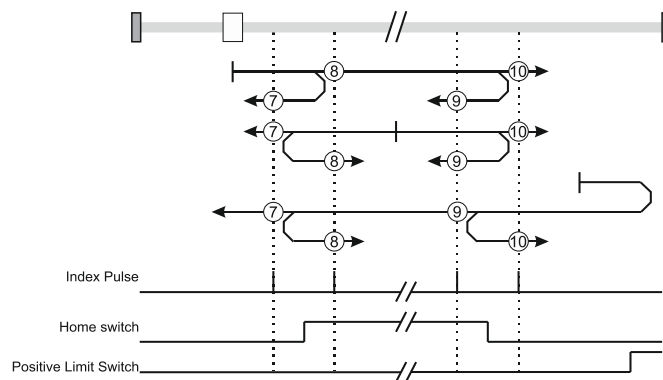 8 10
7 9
7 10
8 9
7 9
8 10
Index Pulse
Home switch
Positive Limit Switch